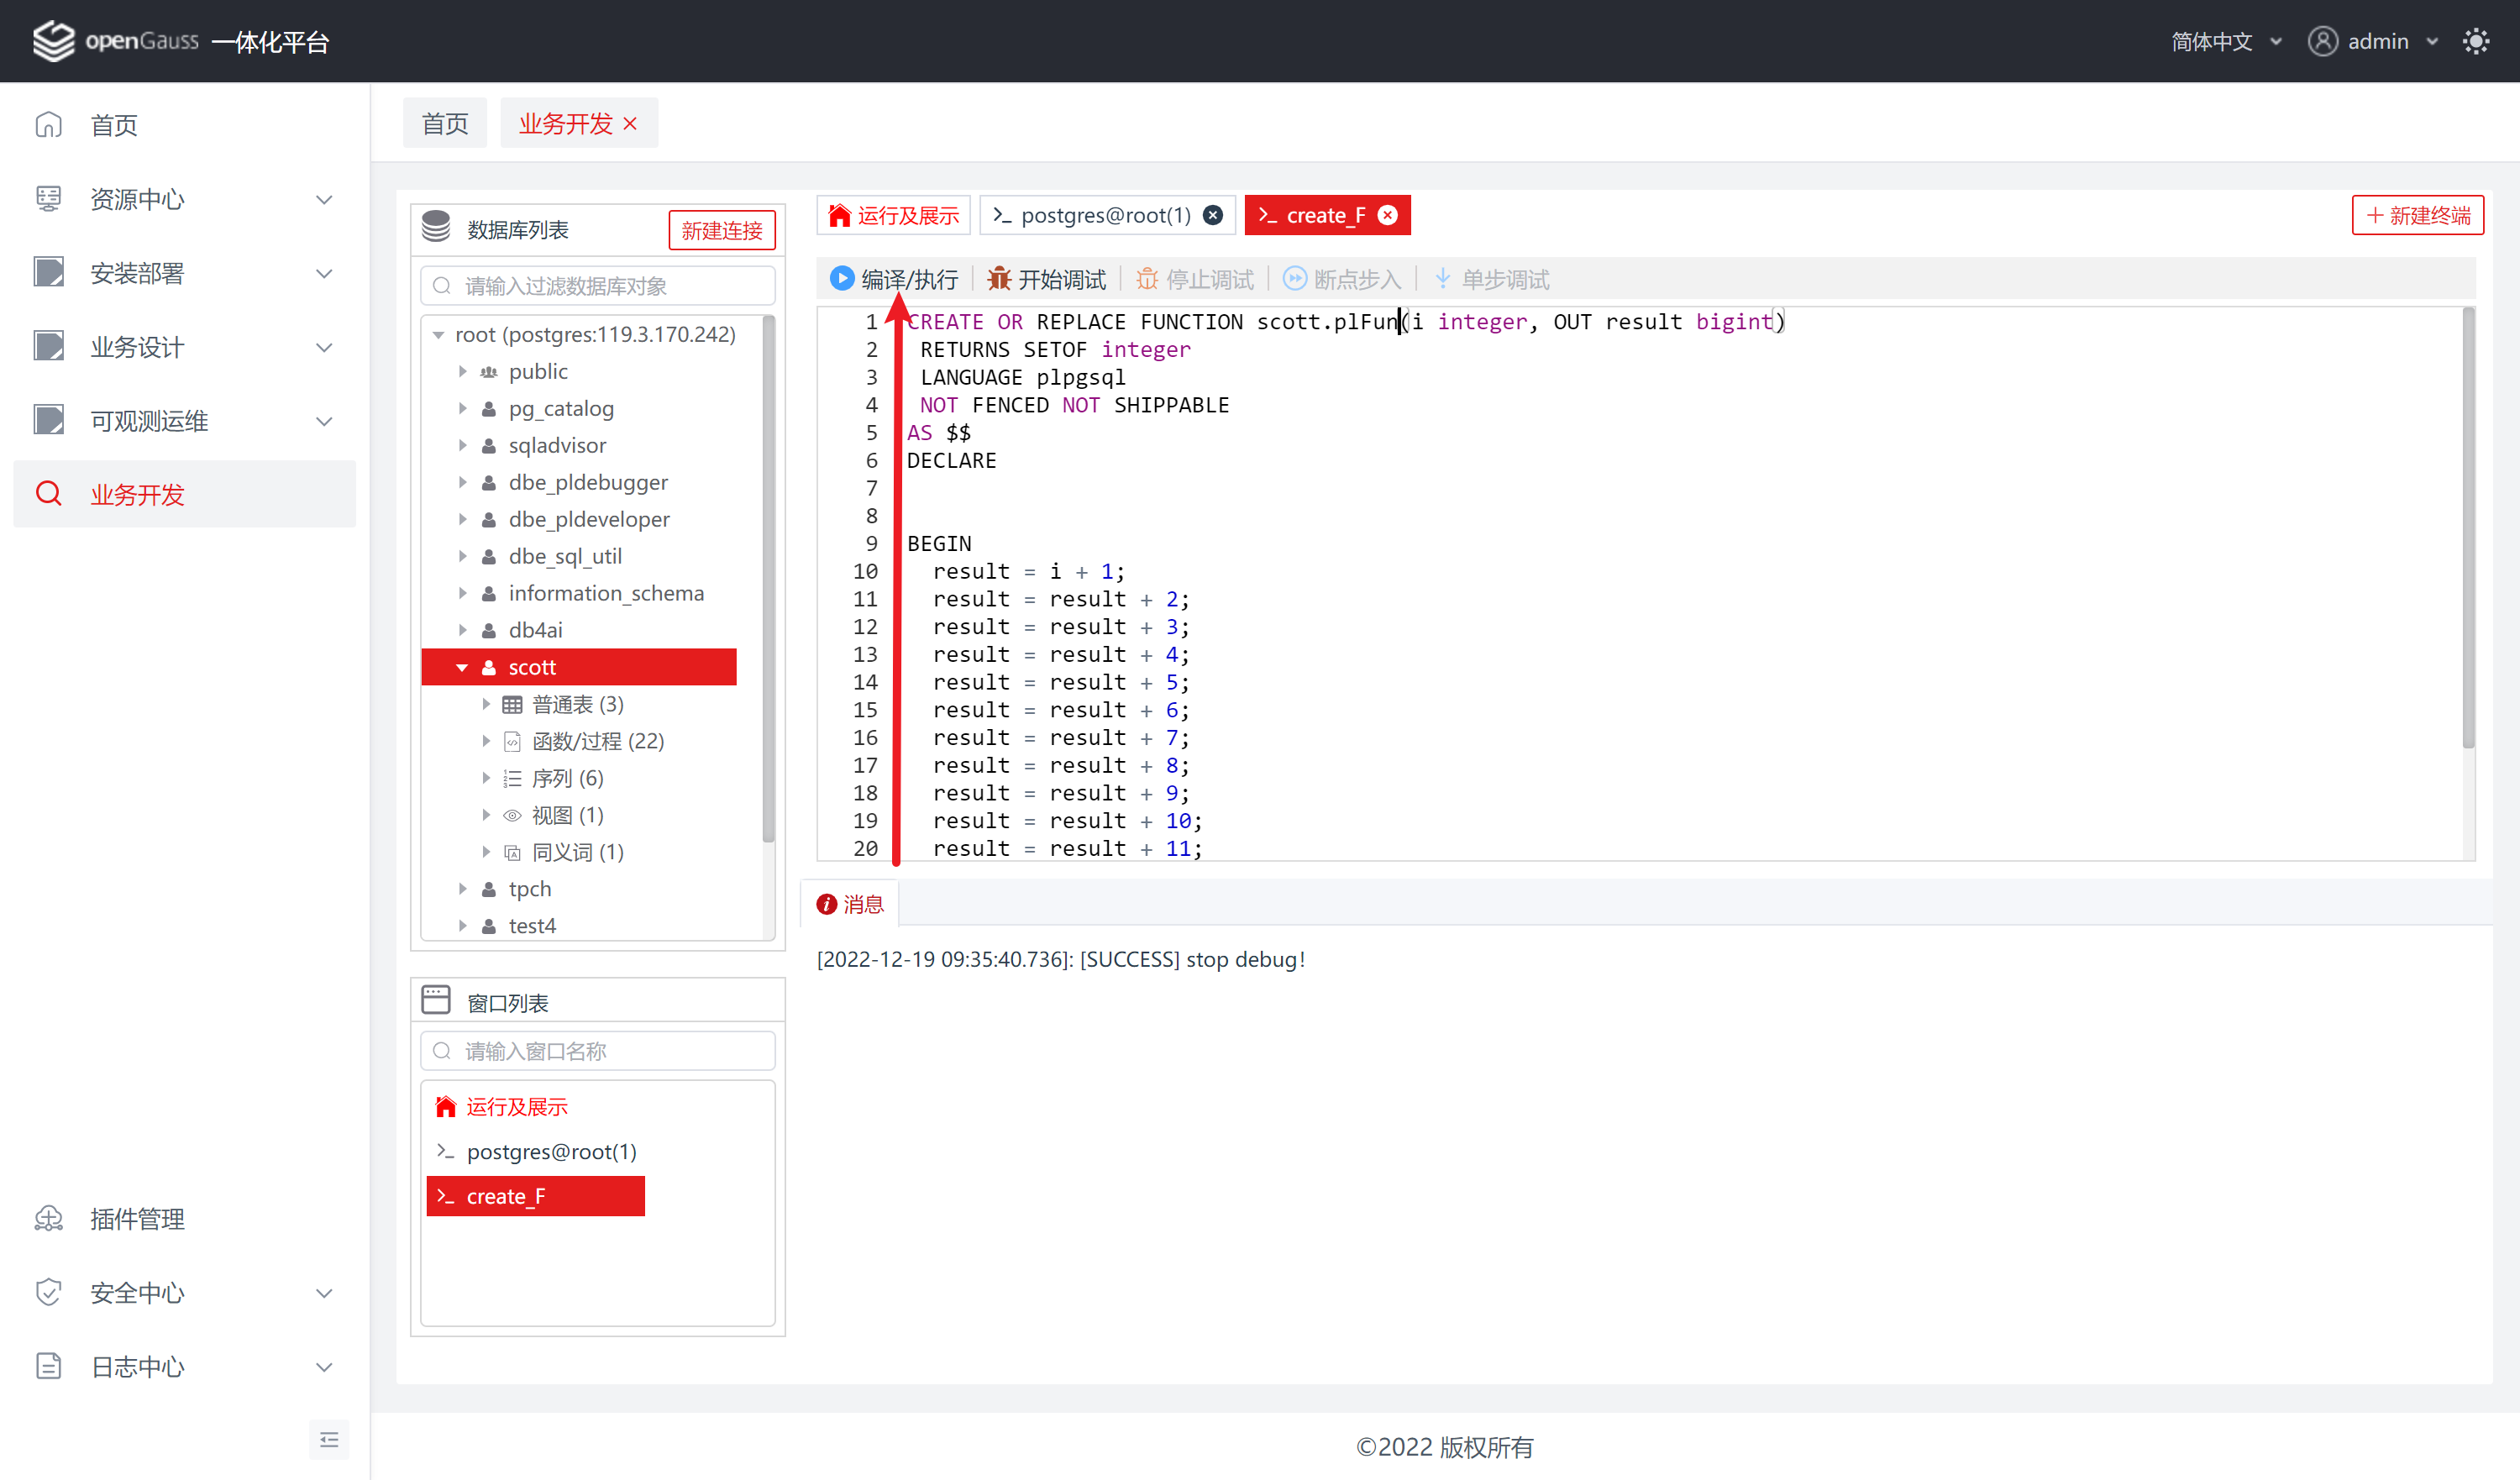 openGauss 一体化平台
简体中文
admin
首页
资源中心
安装部署
业务设计
可观测运维
业务开发
插件管理
安全中心
日志中心
首页
业务开发
数据库列表
新建连接
请输入过滤数据库对象
root (postgres:119.3.170.242)
public
pg_catalog
sqladvisor
dbe_pldebugger
dbe_pldeveloper
dbe_sql_util
information_schema
db4ai
scott
普通表 (3)
函数/过程 (22)
序列 (6)
视图 (1)
同义词 (1)
tpch
test4
窗口列表
请输入窗口名称
运行及展示
postgres@root(1)
create_F
运行及展示
postgres@root(1)
create_F
新建终端
编译/执行
开始调试
停止调试
断点步入
单步调试
1 CREATE OR REPLACE FUNCTION scott.plFun(i integer, OUT result bigint)
2 RETURNS SETOF integer
3 LANGUAGE plpgsql
4 NOT FENCED NOT SHIPPABLE
5 AS $$
6 DECLARE
7
8
9 BEGIN
10 result = i + 1;
11 result = result + 2;
12 result = result + 3;
13 result = result + 4;
14 result = result + 5;
15 result = result + 6;
16 result = result + 7;
17 result = result + 8;
18 result = result + 9;
19 result = result + 10;
20 result = result + 11;
消息
[2022-12-19 09:35:40.736]: [SUCCESS] stop debug!
©2022 版权所有